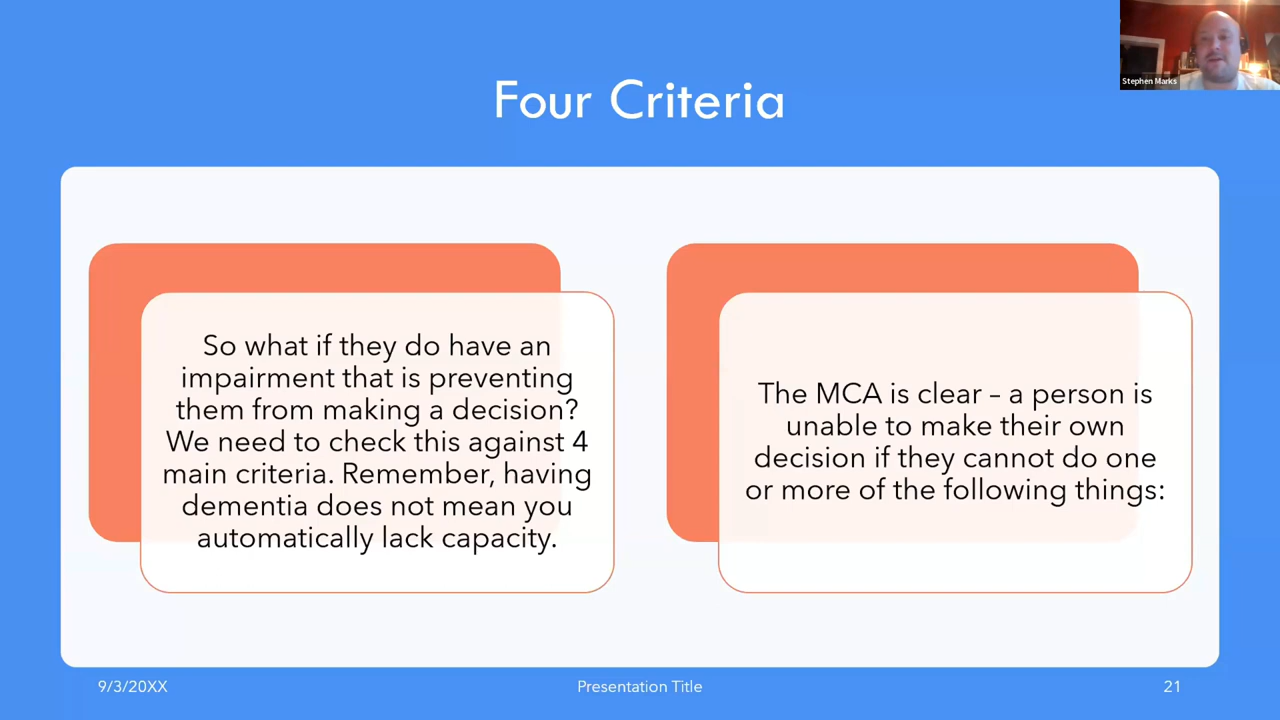 Stephen Marks
Four Criteria
So what if they do have an
impairment that is preventing
them from making a decision?
We need to check this against 4
main criteria. Remember, having
dementia does not mean you
automatically lack capacity.
The MCA is clear – a person is
unable to make their own
decision if they cannot do one
or more of the following things:
9/3/20XX
Presentation Title
21